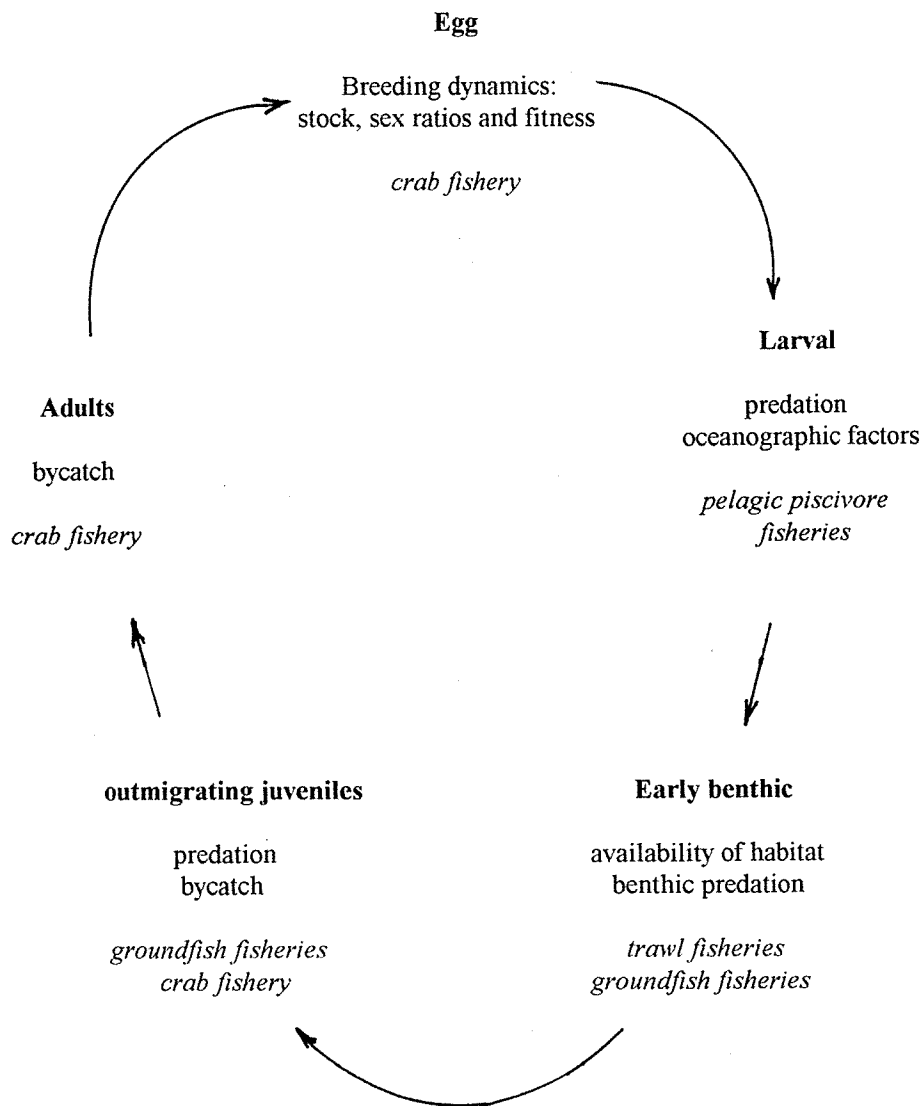 Egg
Breeding dynamics:
stock, sex ratios and fitness
crab fishery
Larval
predation
oceanographic factors
pelagic piscivore
fisheries
Early benthic
availability of habitat
benthic predation
trawl fisheries
groundfish fisheries
outmigrating juveniles
predation
bycatch
groundfish fisheries
crab fishery
Adults
bycatch
crab fishery